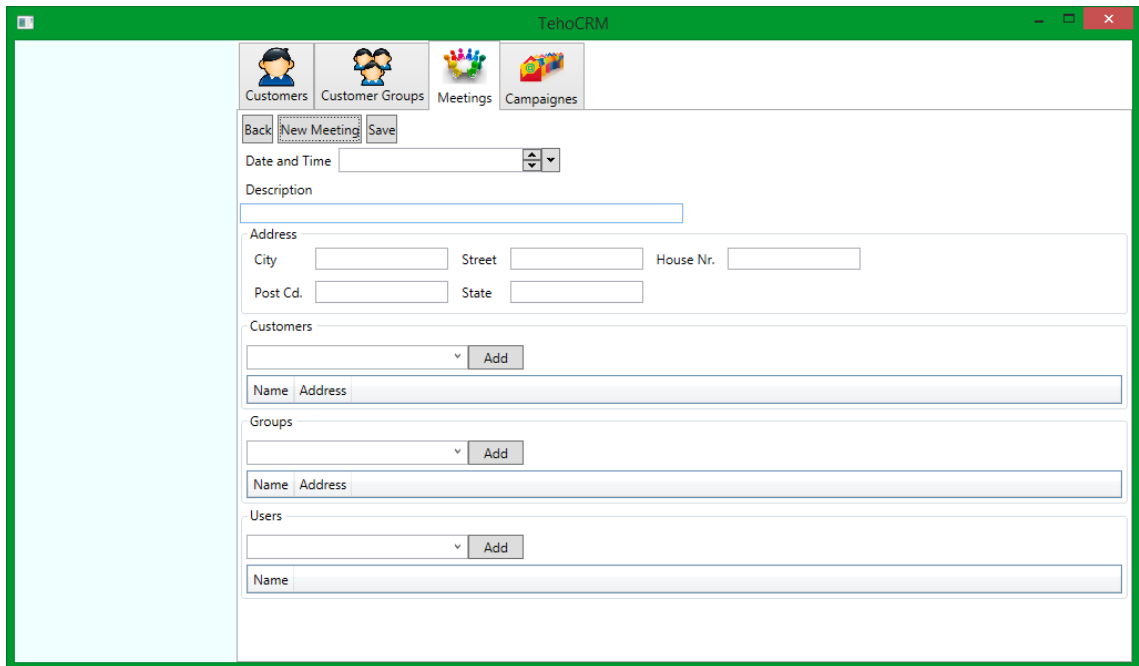 TehoCRM
Customers Customer Groups Meetings Campaignes
Back New Meeting Save
Date and Time
Description
Address
City Street House Nr.
Post Cd. State
Customers
Add
Name Address
Groups
Add
Name Address
Users
Add
Name